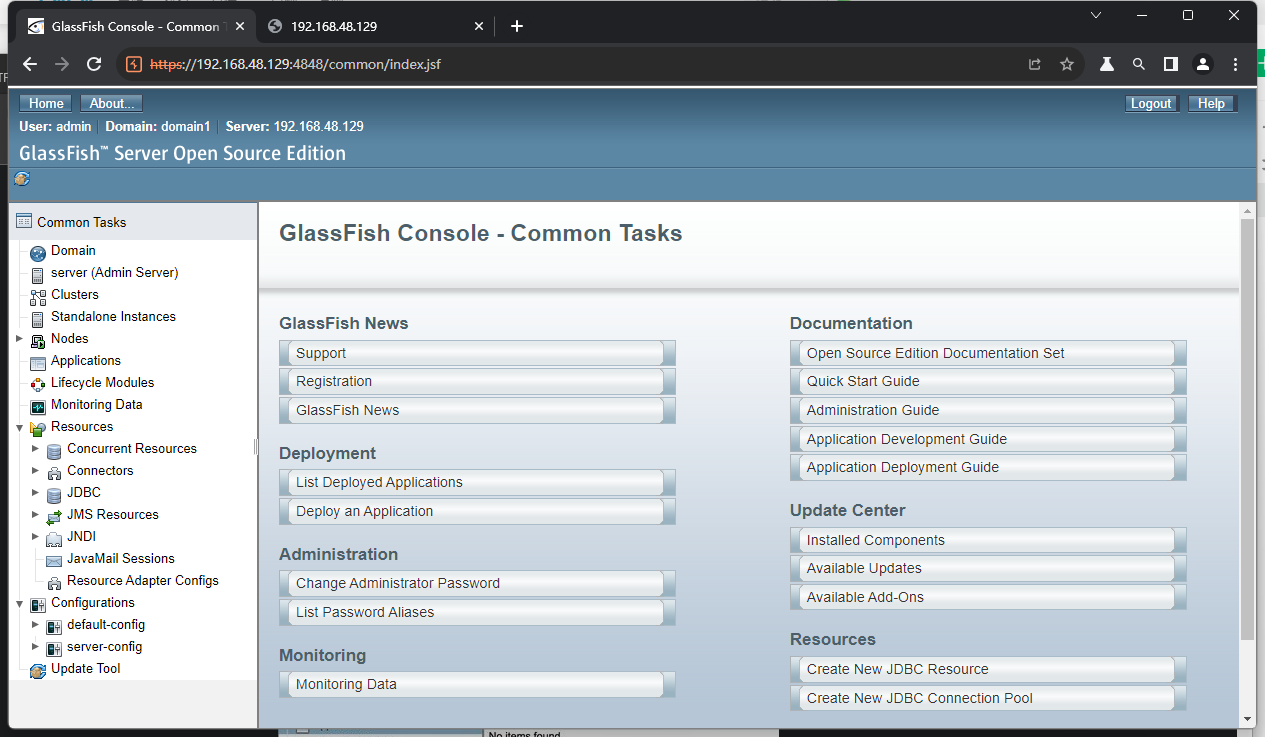 GlassFish Console - Common T
192.168.48.129
https://192.168.48.129:4848/common/index.jsf
Home About... Logout Help
User: admin Domain: domain1 Server: 192.168.48.129
GlassFish™ Server Open Source Edition
Common Tasks
Domain
server (Admin Server)
Clusters
Standalone Instances
Nodes
Applications
Lifecycle Modules
Monitoring Data
Resources
Concurrent Resources
Connectors
JDBC
JMS Resources
JNDI
JavaMail Sessions
Resource Adapter Configs
Configurations
default-config
server-config
Update Tool
GlassFish Console - Common Tasks
GlassFish News
Support
Registration
GlassFish News
Deployment
List Deployed Applications
Deploy an Application
Administration
Change Administrator Password
List Password Aliases
Monitoring
Monitoring Data
Documentation
Open Source Edition Documentation Set
Quick Start Guide
Administration Guide
Application Development Guide
Application Deployment Guide
Update Center
Installed Components
Available Updates
Available Add-Ons
Resources
Create New JDBC Resource
Create New JDBC Connection Pool
No items found